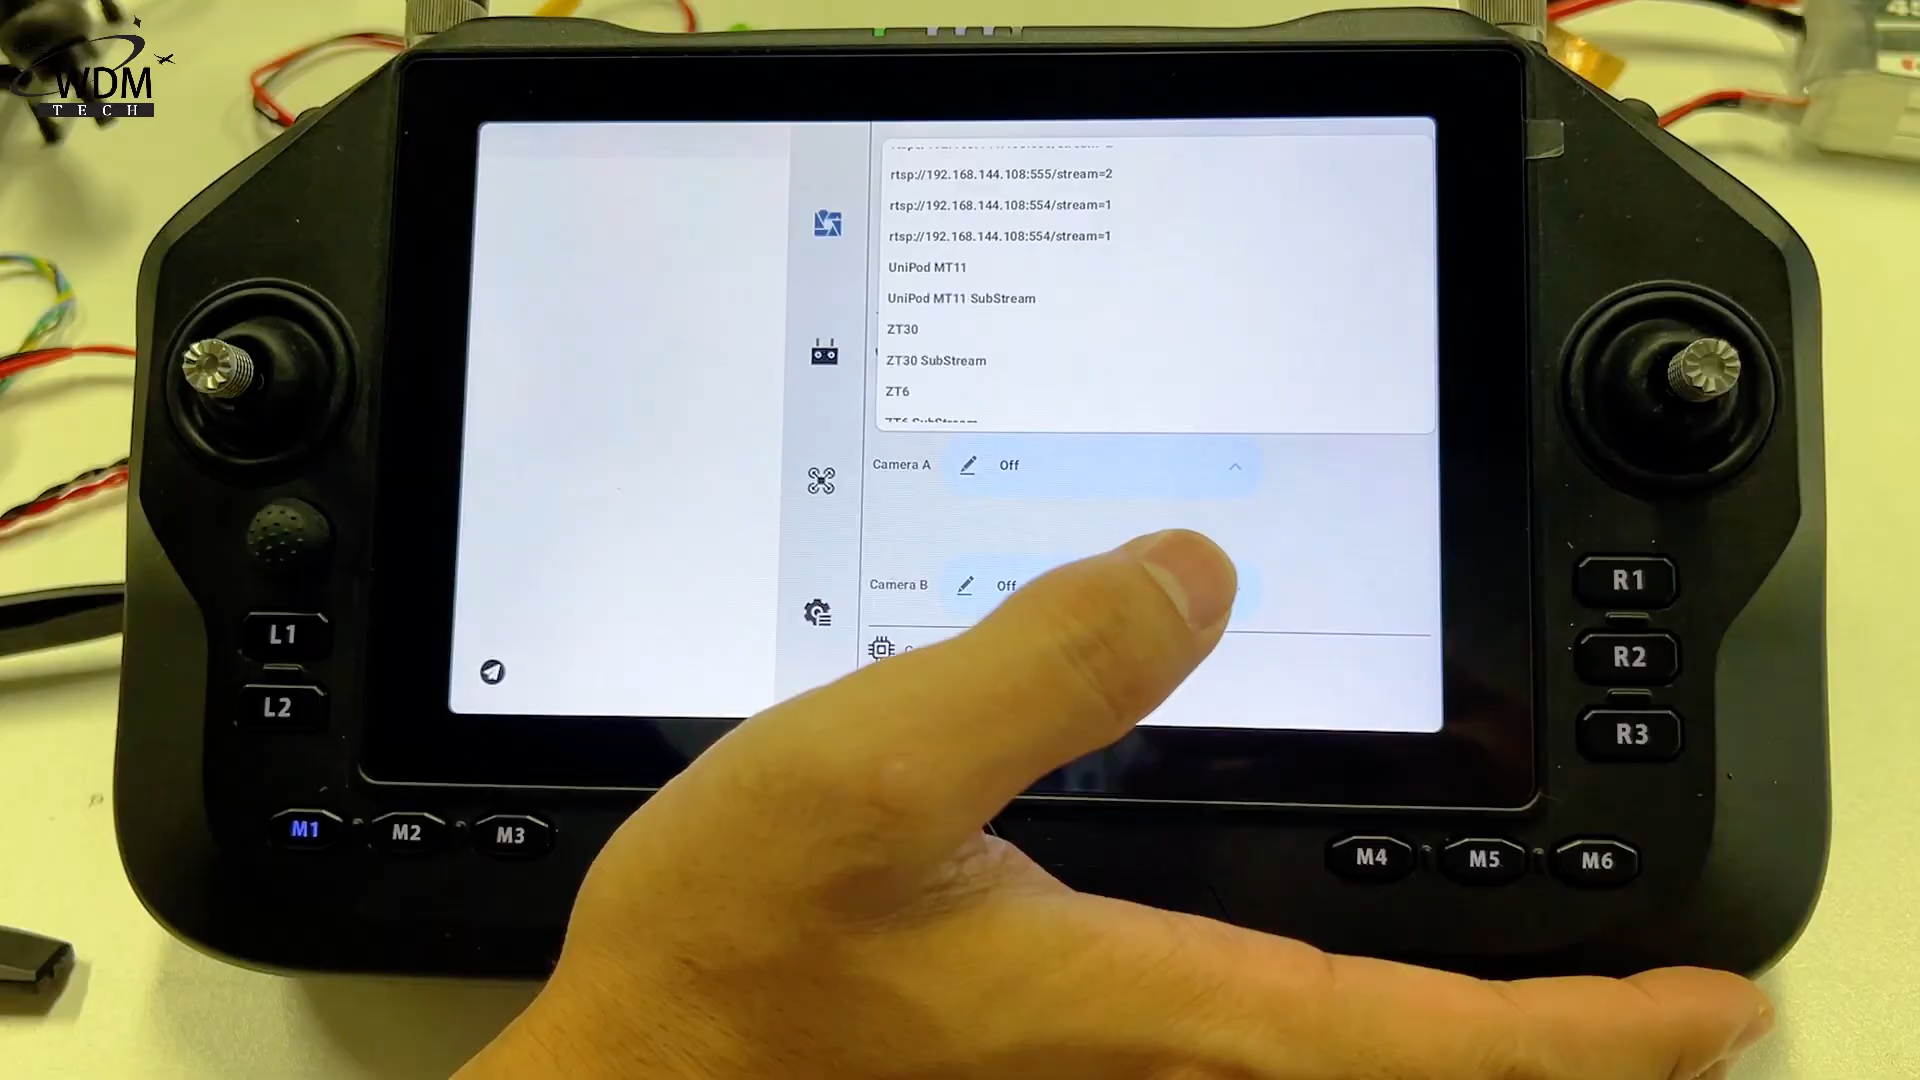 WDM
TECH
rtsp://192.168.144.108:555/stream=2
rtsp://192.168.144.108:554/stream=1
rtsp://192.168.144.108:554/stream=1
UniPod MT11
UniPod MT11 SubStream
ZT30
ZT30 SubStream
ZT6
ZT6 SubStream
Camera A
Off
Camera B
Off
L1
L2
R1
R2
R3
M1
M2
M3
M4
M5
M6